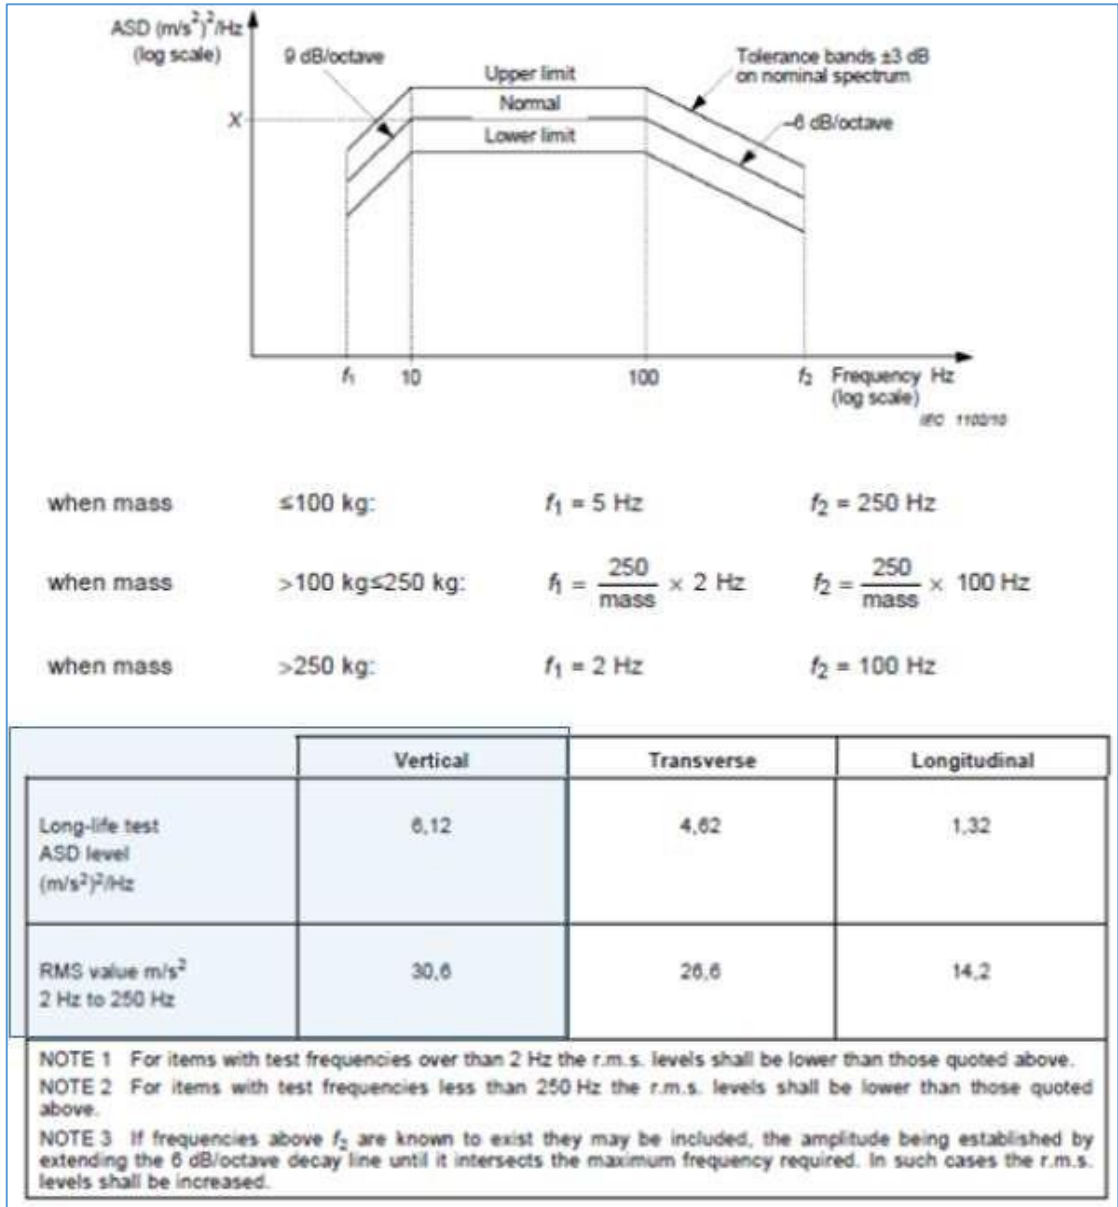 ASD (m/s²)²/Hz
(log scale)
9 dB/octave
Upper limit
Normal
Lower limit
Tolerance bands ±3 dB
on nominal spectrum
–6 dB/octave
X
f₁ 10 100 f₂ Frequency Hz
(log scale)
IEC 1102/10
when mass ≤100 kg: f₁ = 5 Hz f₂ = 250 Hz
when mass >100 kg≤250 kg: f₁ = 250/mass × 2 Hz f₂ = 250/mass × 100 Hz
when mass >250 kg: f₁ = 2 Hz f₂ = 100 Hz
Vertical Transverse Longitudinal
Long-life test
ASD level
(m/s²)²/Hz
6,12 4,62 1,32
RMS value m/s²
2 Hz to 250 Hz
30,6 26,6 14,2
NOTE 1 For items with test frequencies over than 2 Hz the r.m.s. levels shall be lower than those quoted above.
NOTE 2 For items with test frequencies less than 250 Hz the r.m.s. levels shall be lower than those quoted
above.
NOTE 3 If frequencies above f₂ are known to exist they may be included, the amplitude being established by
extending the 6 dB/octave decay line until it intersects the maximum frequency required. In such cases the r.m.s.
levels shall be increased.